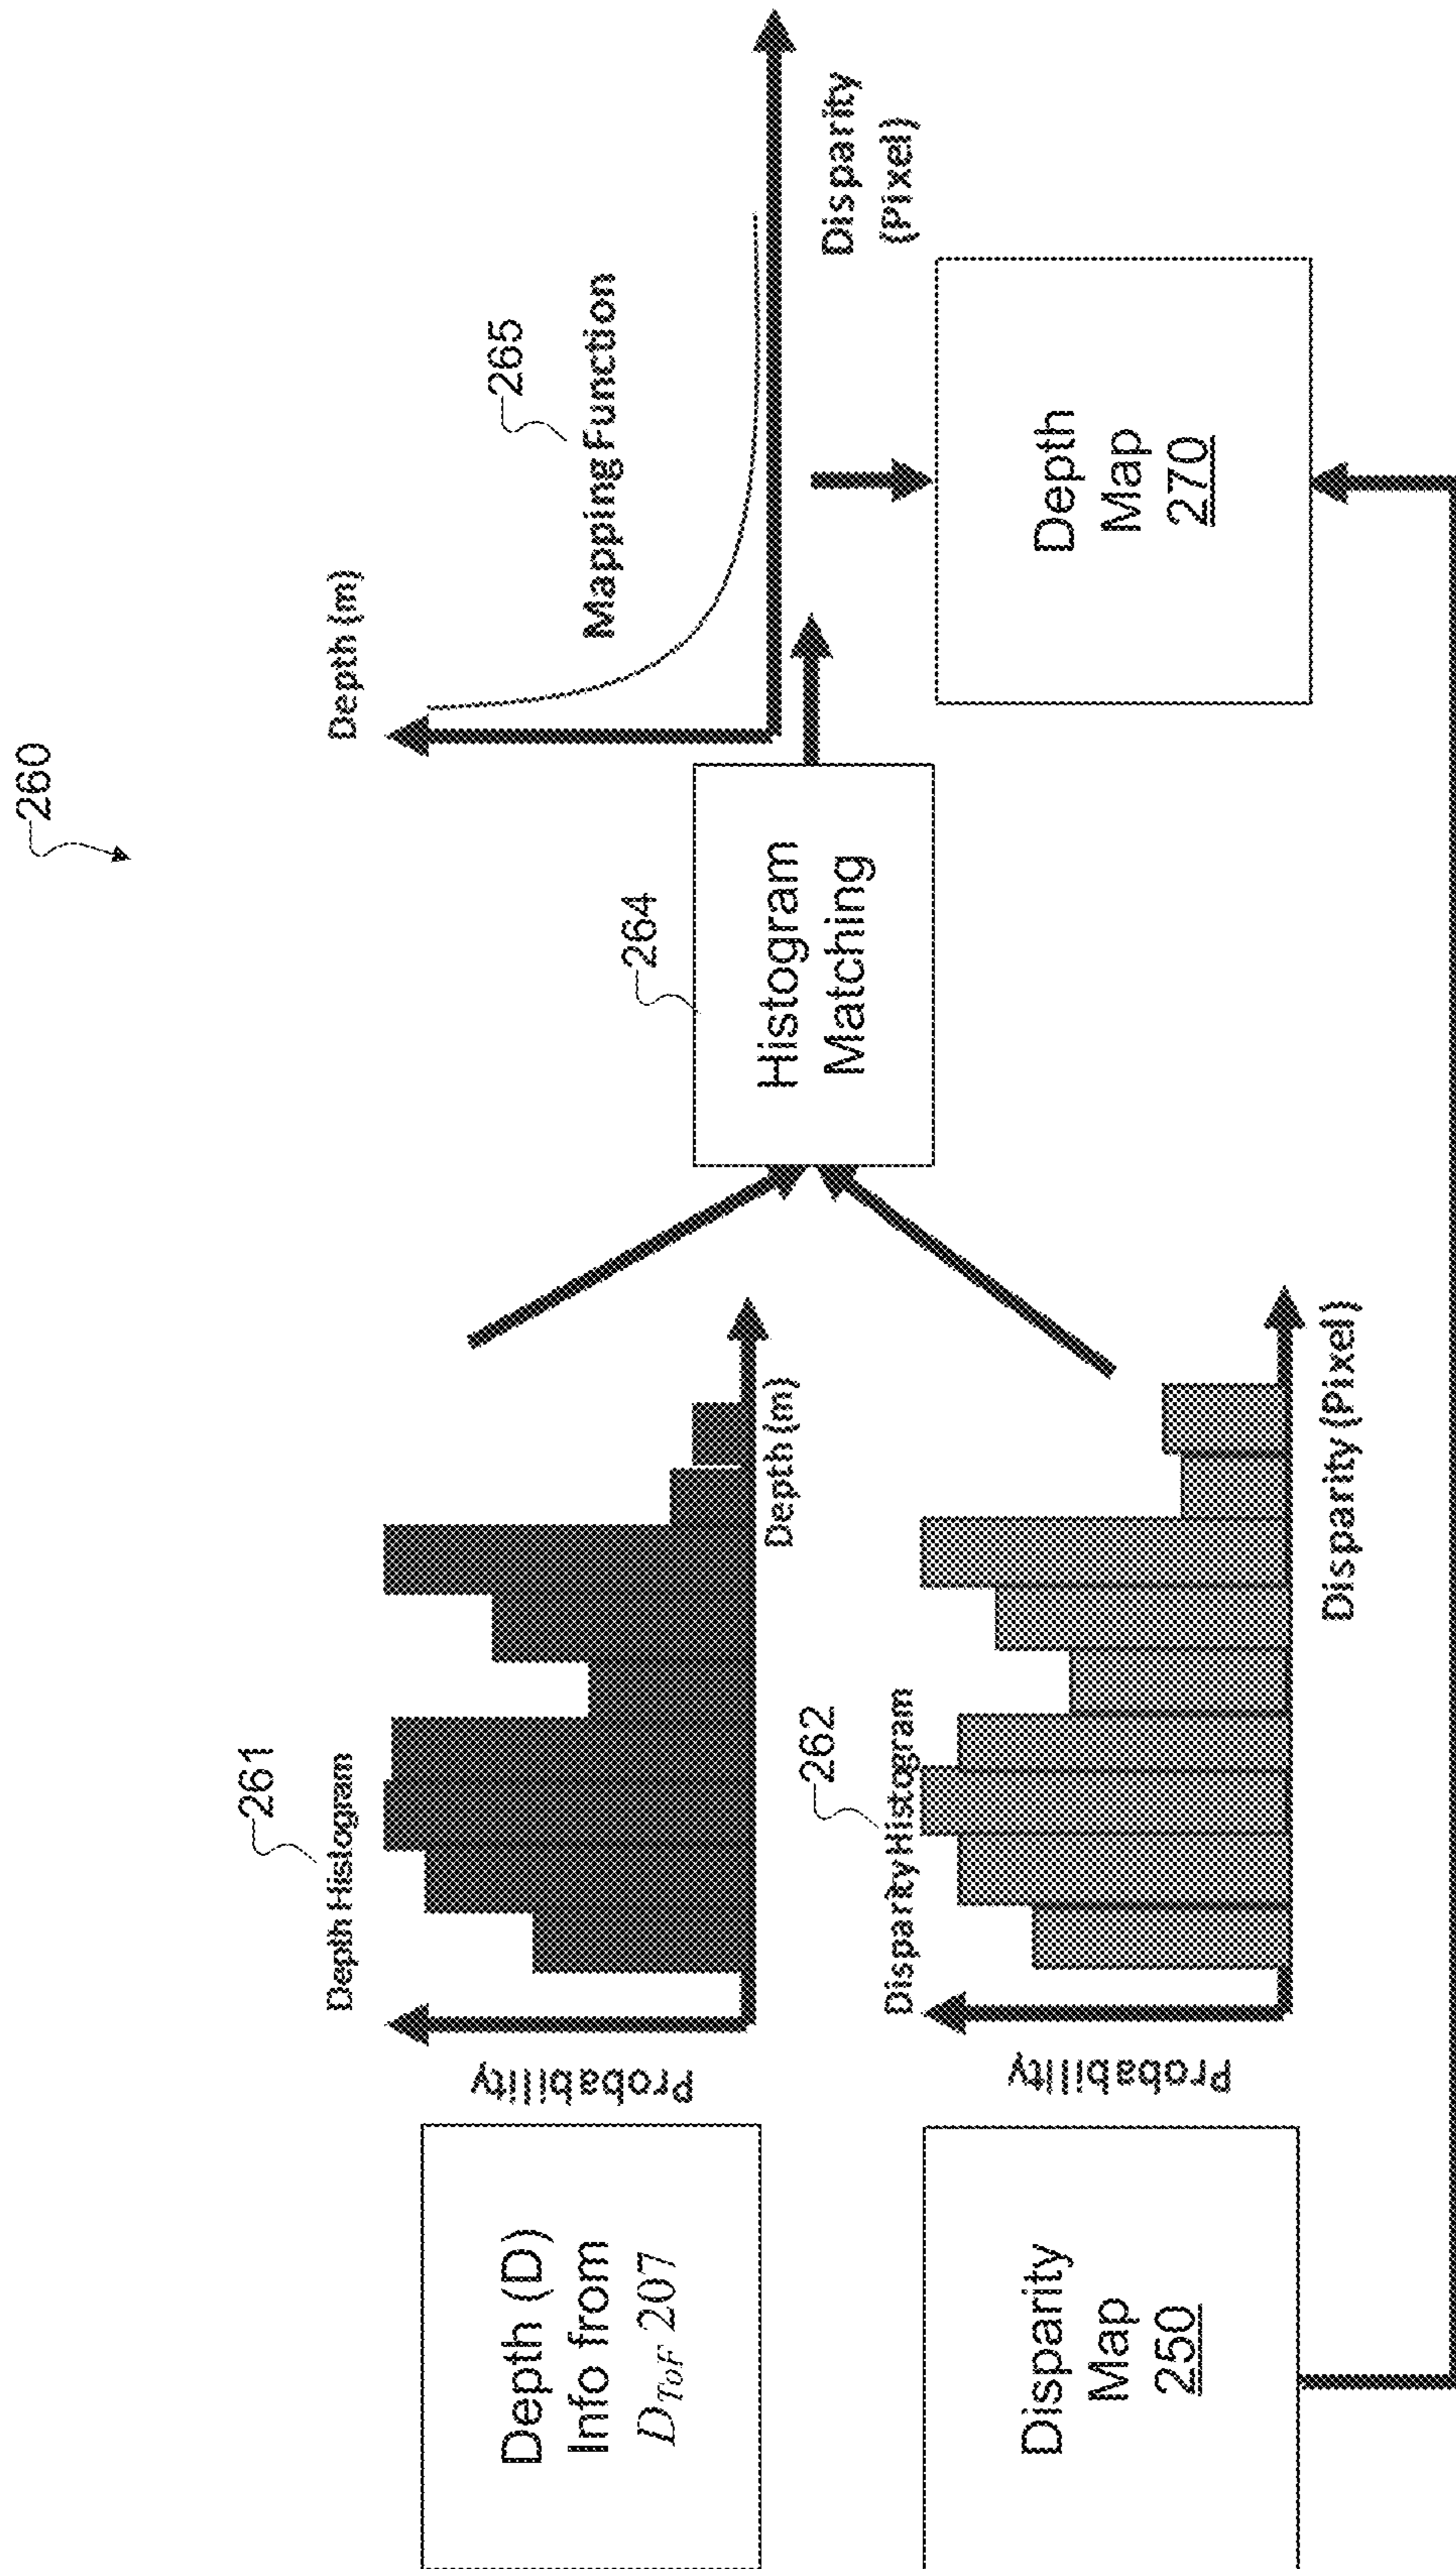 260
Depth (D)
Info from
D_ToF 207
Probability
261
Depth Histogram
Depth (m)
Disparity
Map
250
Probability
262
Disparity Histogram
Disparity (Pixel)
264
Histogram
Matching
Depth (m)
265
Mapping Function
Disparity
(Pixel)
Depth
Map
270